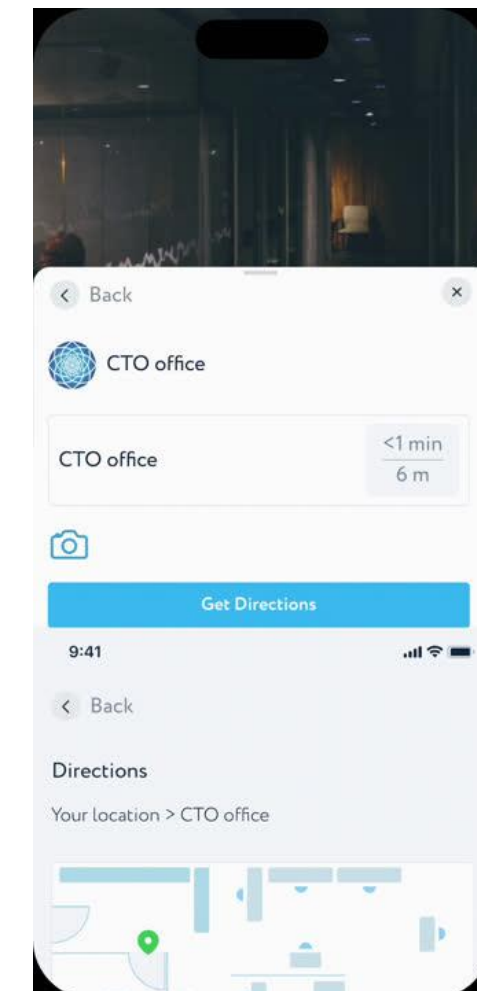 Back
CTO office
CTO office
<1 min
6 m
Get Directions
9:41
Back
Directions
Your location > CTO office